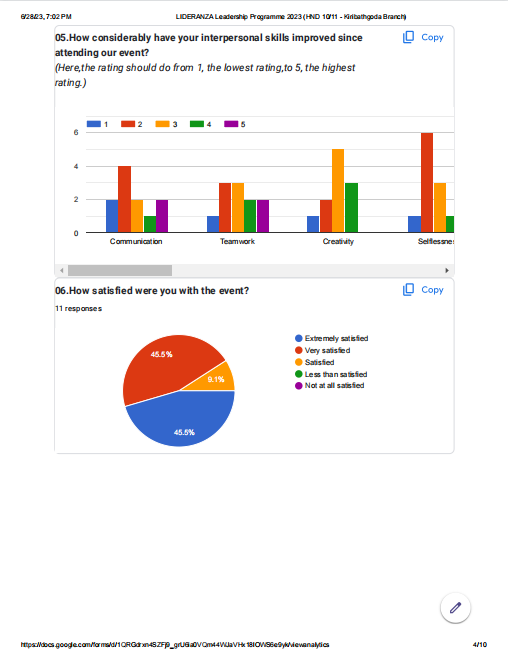 6/28/23, 7:02 PM
LIDERANZA Leadership Programme 2023 (HND 10/11 - Kiribathgoda Branch)
05.How considerably have your interpersonal skills improved since
attending our event?
Copy
(Here,the rating should do from 1, the lowest rating,to 5, the highest
rating.)
1 2 3 4 5
6
4
2
0
Communication Teamwork Creativity Selflessne
06.How satisfied were you with the event?
Copy
11 responses
45.5%
9.1%
45.5%
Extremely satisfied
Very satisfied
Satisfied
Less than satisfied
Not at all satisfied
4/10